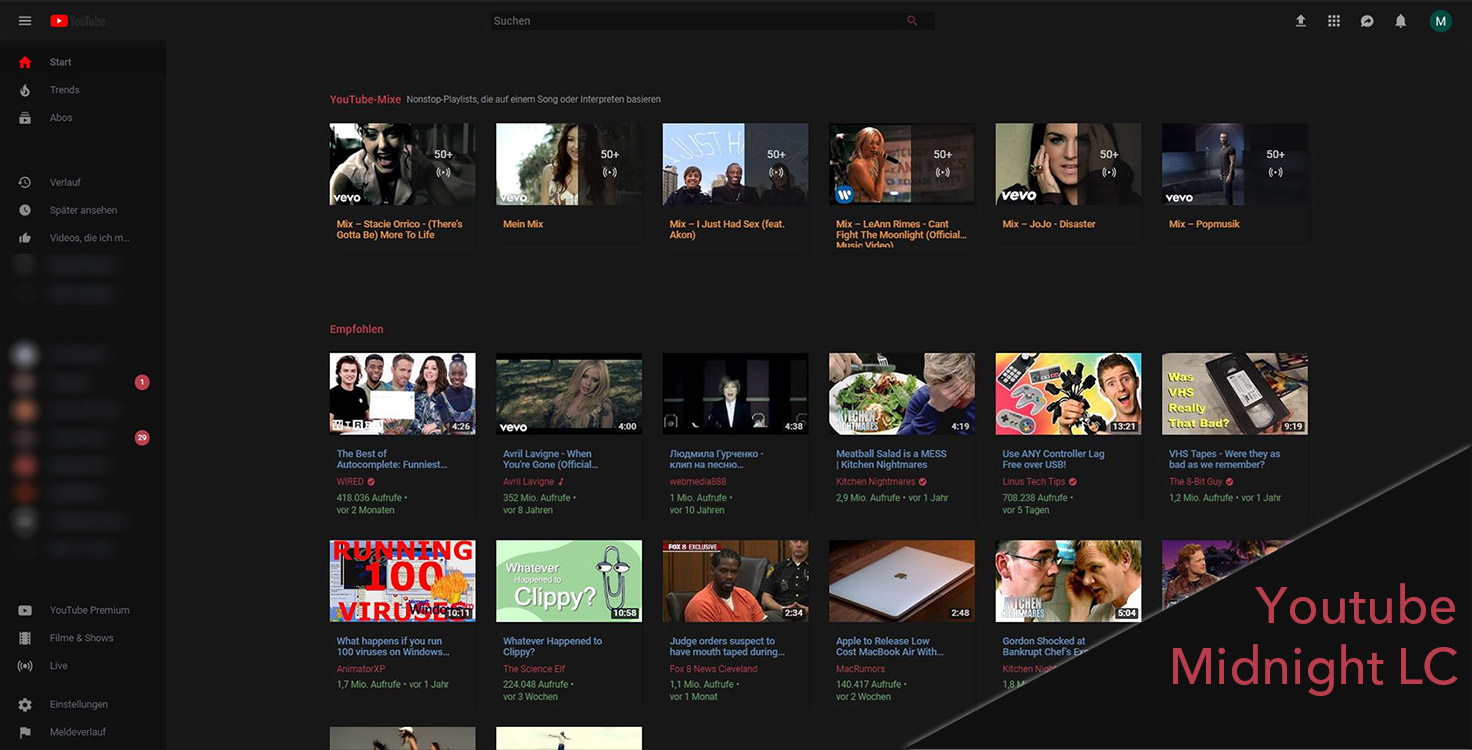 YouTube
Suchen
M
Start
Trends
Abos
Verlauf
Später ansehen
Videos, die ich m...
1
29
YouTube Premium
Filme & Shows
Live
Einstellungen
Meldeverlauf
YouTube-Mixe Nonstop-Playlists, die auf einem Song oder Interpreten basieren
50+
vevo
Mix – Stacie Orrico - (There's
Gotta Be) More To Life
50+
vevo
Mein Mix
JUST HA
50+
Mix – I Just Had Sex (feat.
Akon)
50+
Mix – LeAnn Rimes - Cant
Fight The Moonlight (Official...
Music Video)
50+
vevo
Mix – JoJo - Disaster
50+
vevo
Mix – Popmusik
Empfohlen
WIRED
4:26
The Best of
Autocomplete: Funniest...
WIRED
418.036 Aufrufe •
vor 2 Monaten
vevo
4:00
Avril Lavigne - When
You're Gone (Official...
Avril Lavigne
352 Mio. Aufrufe •
vor 8 Jahren
4:38
Людмила Гурченко -
клип на песню...
webmedia888
1 Mio. Aufrufe •
vor 10 Jahren
KITCHEN
NIGHTMARES
4:19
Meatball Salad is a MESS
| Kitchen Nightmares
Kitchen Nightmares
2,9 Mio. Aufrufe • vor 1 Jahr
13:21
Use ANY Controller Lag
Free over USB!
Linus Tech Tips
708.238 Aufrufe •
vor 5 Tagen
Was
VHS
Really
That Bad?
9:19
VHS Tapes - Were they as
bad as we remember?
The 8-Bit Guy
1,2 Mio. Aufrufe • vor 1 Jahr
RUNNING
100
VIRUSES
Windows
10:11
What happens if you run
100 viruses on Windows...
AnimatorXP
1,7 Mio. Aufrufe • vor 1 Jahr
Whatever
Happened to
Clippy?
10:58
Whatever Happened to
Clippy?
The Science Elf
224.048 Aufrufe •
vor 3 Wochen
FOX 8 EXCLUSIVE
2:34
Judge orders suspect to
have mouth taped during...
Fox 8 News Cleveland
1,1 Mio. Aufrufe •
vor 1 Monat
2:48
Apple to Release Low
Cost MacBook Air With...
MacRumors
140.417 Aufrufe •
vor 2 Wochen
KITCHEN
NIGHTMARES
5:04
Gordon Shocked at
Bankrupt Chef's
Kitchen
1,8 M
Youtube
Midnight LC